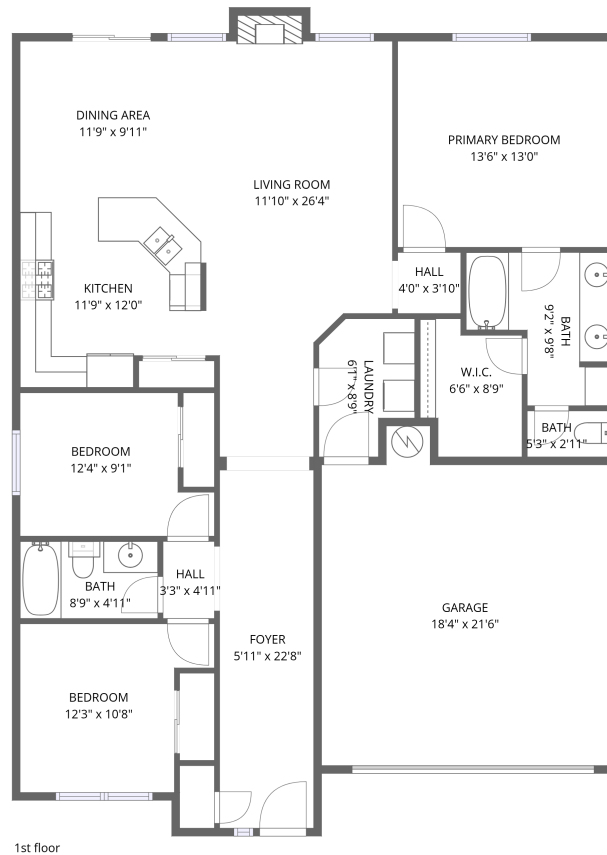 DINING AREA
11'9" x 9'11"
PRIMARY BEDROOM
13'6" x 13'0"
LIVING ROOM
11'10" x 26'4"
HALL
4'0" x 3'10"
KITCHEN
11'9" x 12'0"
BATH
9'2" x 9'8"
LAUNDRY
6'1" x 8'9"
W.I.C.
6'6" x 8'9"
BATH
5'3" x 2'11"
BEDROOM
12'4" x 9'1"
HALL
3'3" x 4'11"
BATH
8'9" x 4'11"
GARAGE
18'4" x 21'6"
FOYER
5'11" x 22'8"
BEDROOM
12'3" x 10'8"
1st floor